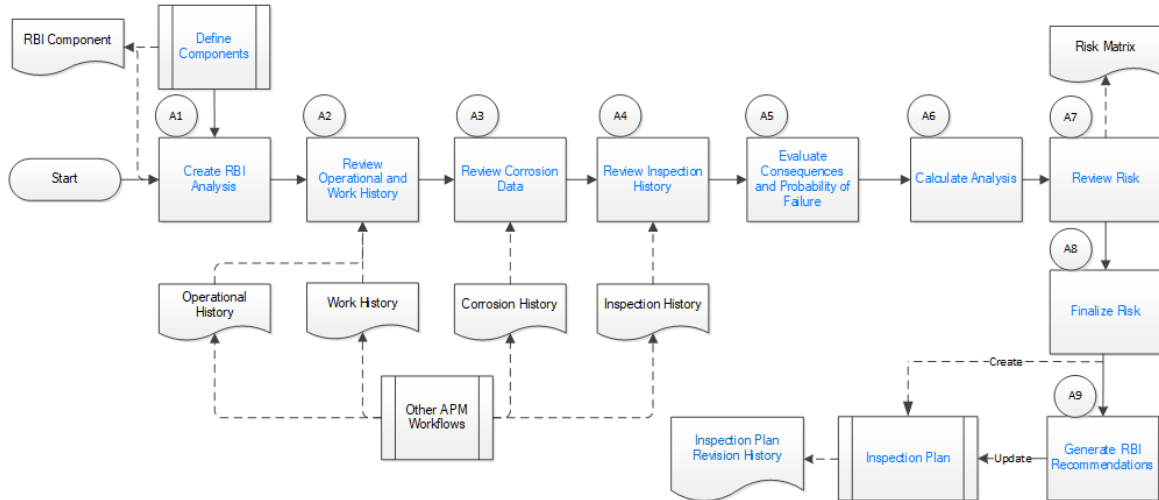 RBI Component
Define
Components
Risk Matrix
A1
A2
A3
A4
A5
A6
A7
Start
Create RBI
Analysis
Review
Operational and
Work History
Review Corrosion
Data
Review Inspection
History
Evaluate
Consequences
and Probability of
Failure
Calculate Analysis
Review Risk
A8
Operational
History
Work History
Corrosion History
Inspection History
Finalize Risk
Create
Other APM
Workflows
A9
Inspection Plan
Revision History
Inspection Plan
Update
Generate RBI
Recommendations